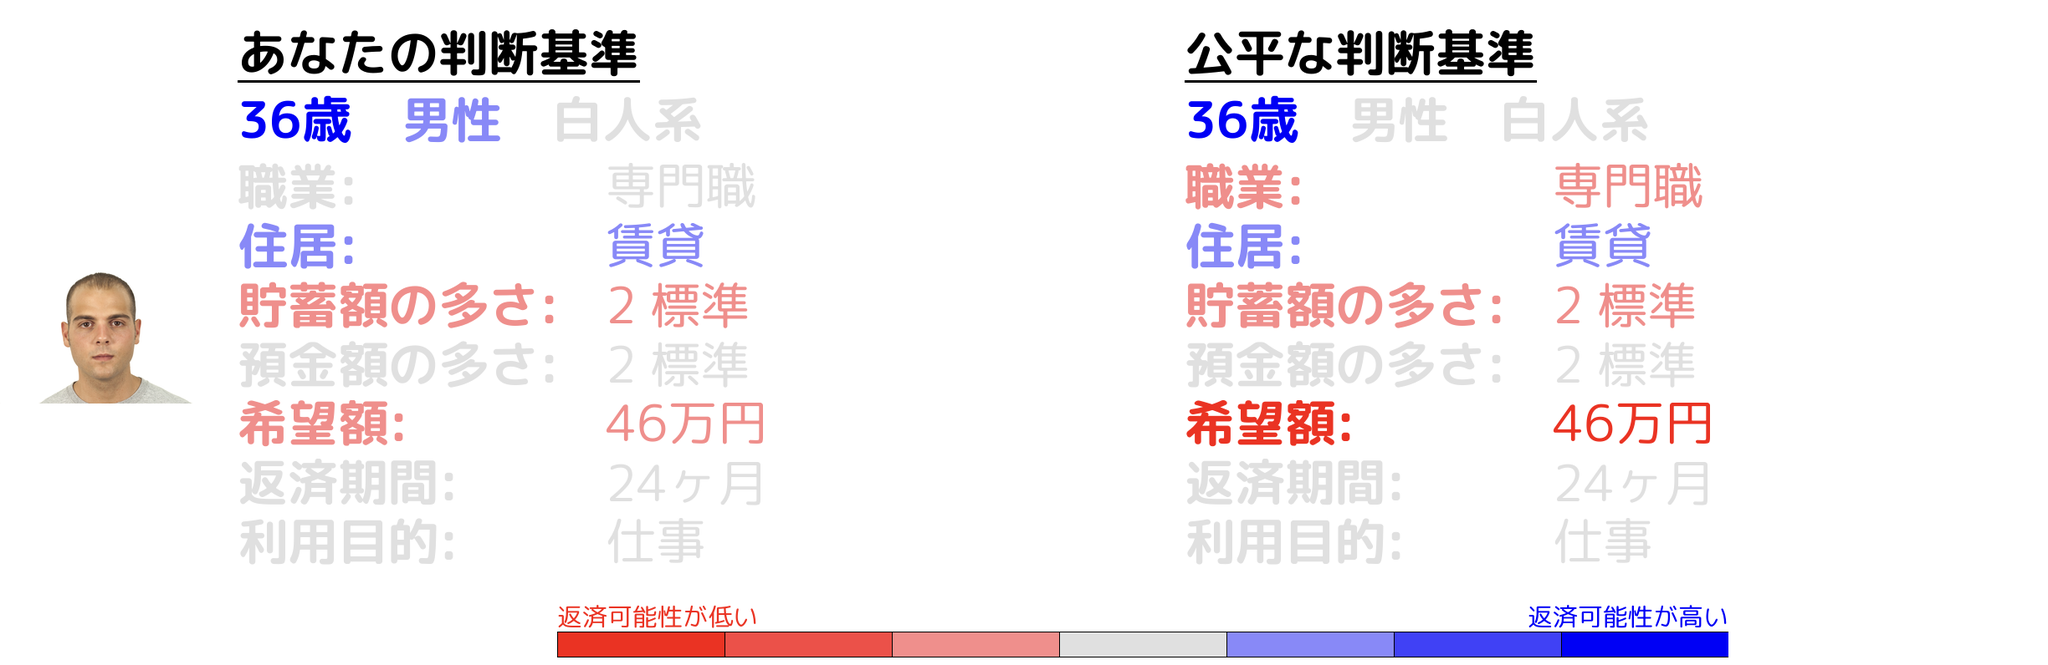 あなたの判断基準
36歳 男性 白人系
職業: 専門職
住居: 賃貸
貯蓄額の多さ: 2 標準
預金額の多さ: 2 標準
希望額: 46万円
返済期間: 24ヶ月
利用目的: 仕事
公平な判断基準
36歳 男性 白人系
職業: 専門職
住居: 賃貸
貯蓄額の多さ: 2 標準
預金額の多さ: 2 標準
希望額: 46万円
返済期間: 24ヶ月
利用目的: 仕事
返済可能性が低い
返済可能性が高い